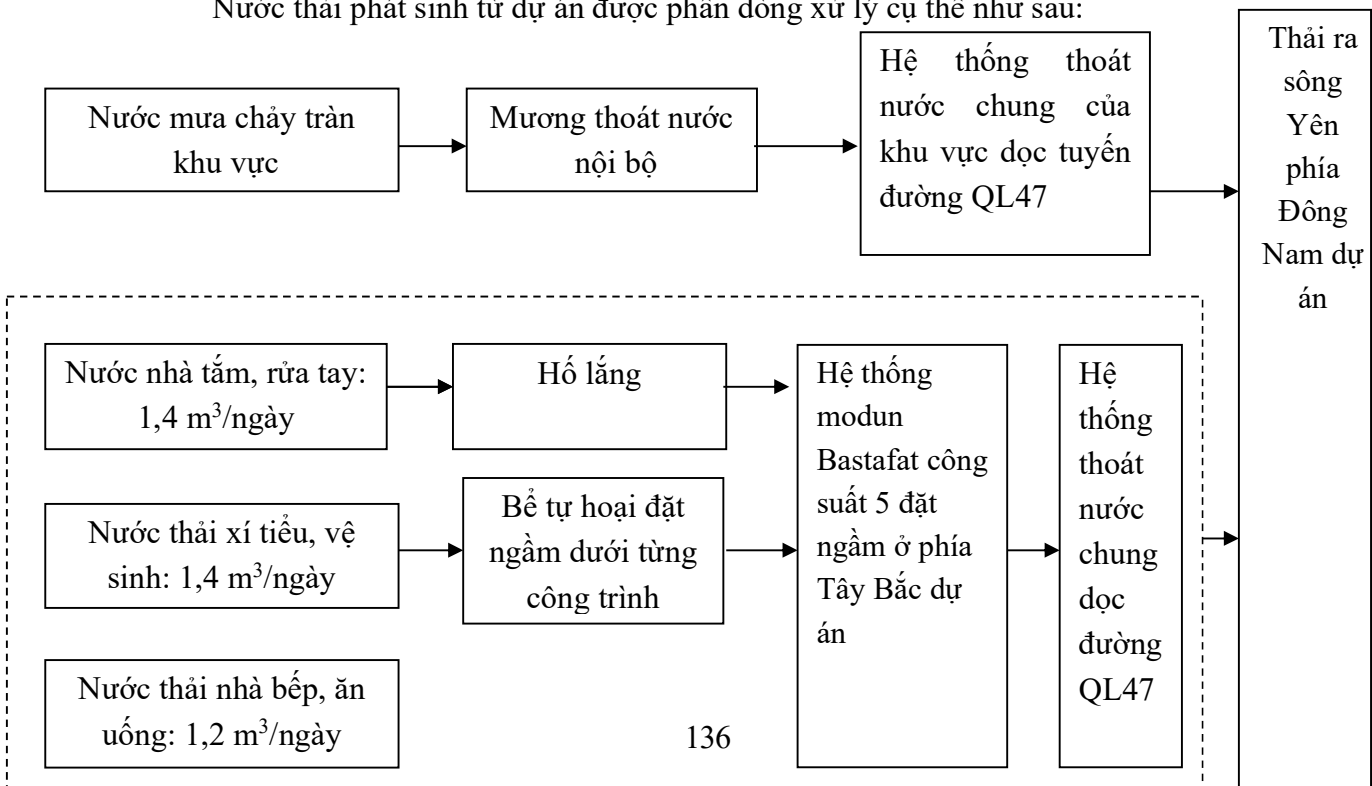 Nước thải phát sinh từ dự án được phân dòng xử lý cụ thể như sau:
Nước mưa chảy tràn
khu vực
Mương thoát nước
nội bộ
Hệ thống thoát
nước chung của
khu vực dọc tuyến
đường QL47
Thải ra
sông
Yên
phía
Đông
Nam dự
án
Nước nhà tắm, rửa tay:
1,4 m³/ngày
Hố lắng
Nước thải xí tiểu, vệ
sinh: 1,4 m³/ngày
Bể tự hoại đặt
ngầm dưới từng
công trình
Nước thải nhà bếp, ăn
uống: 1,2 m³/ngày
Hệ thống
modun
Bastafat công
suất 5 đặt
ngầm ở phía
Tây Bắc dự
án
Hệ
thống
thoát
nước
chung
dọc
đường
QL47
136